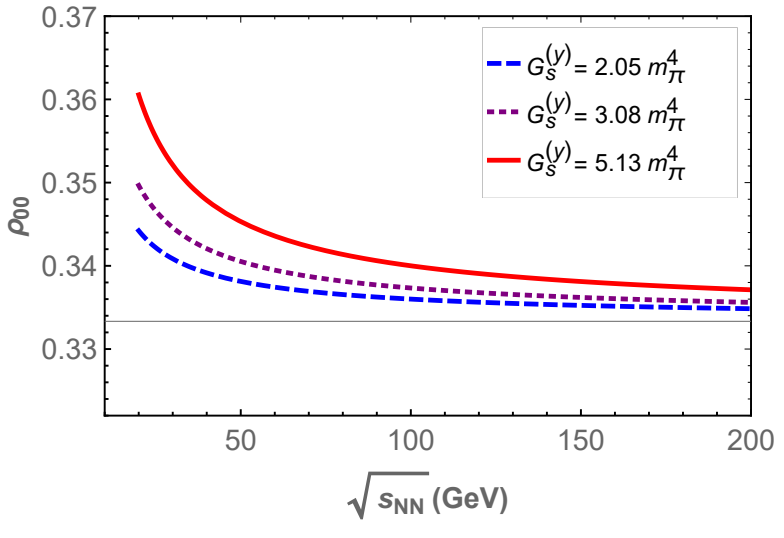 0.37
0.36
0.35
0.34
0.33
ρ00
G_s^(y) = 2.05 m_π^4
G_s^(y) = 3.08 m_π^4
G_s^(y) = 5.13 m_π^4
50 100 150 200
√sNN (GeV)